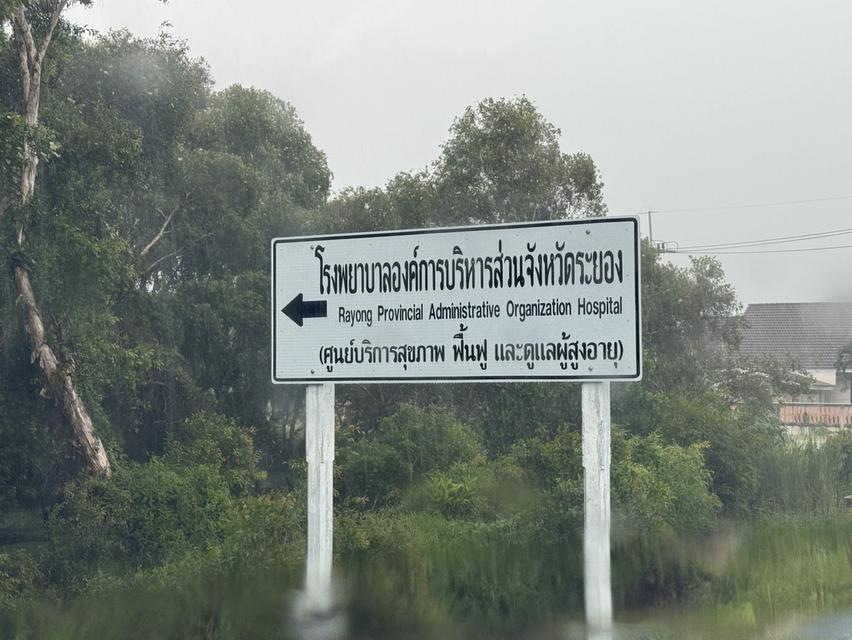 โรงพยาบาลองค์การบริหารส่วนจังหวัดระยอง
Rayong Provincial Administrative Organization Hospital
(ศูนย์บริการสุขภาพ ฟื้นฟู และดูแลผู้สูงอายุ)